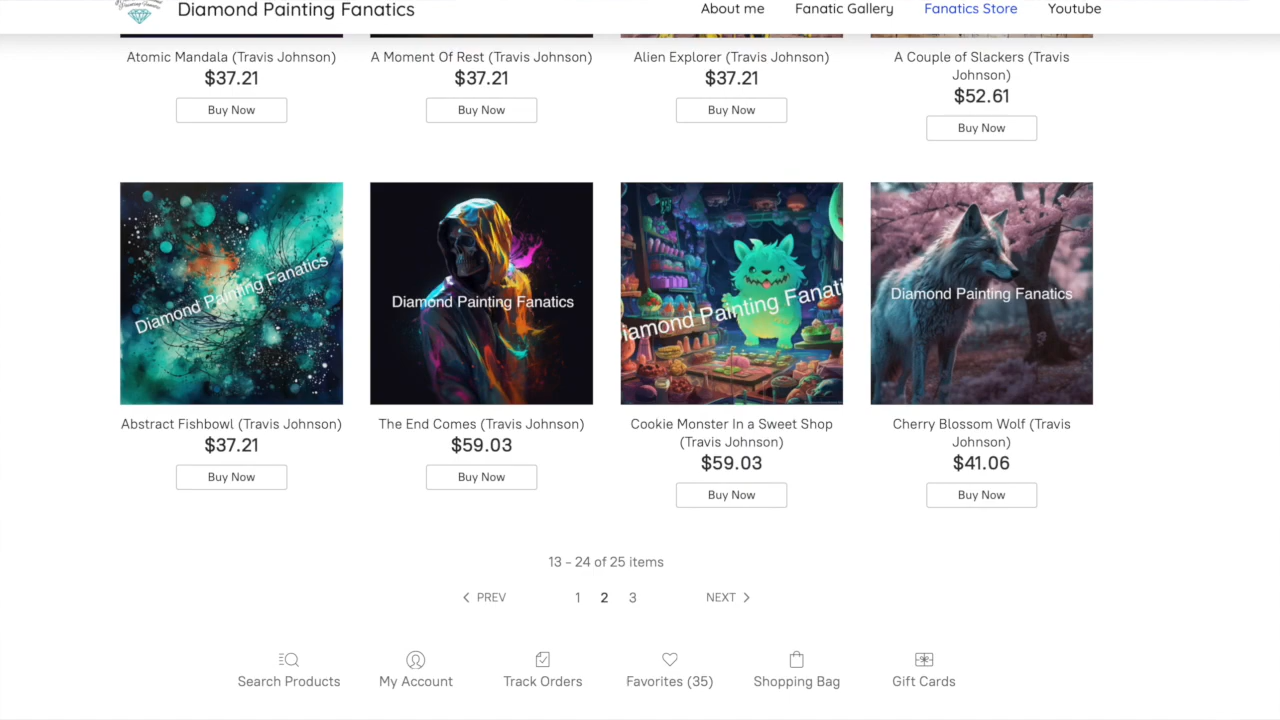 Diamond Painting Fanatics
About me
Fanatic Gallery
Fanatics Store
Youtube
Atomic Mandala (Travis Johnson)
$37.21
Buy Now
A Moment Of Rest (Travis Johnson)
$37.21
Buy Now
Alien Explorer (Travis Johnson)
$37.21
Buy Now
A Couple of Slackers (Travis
Johnson)
$52.61
Buy Now
Diamond Painting Fanatics
Diamond Painting Fanatics
iamond Painting Fanati
Diamond Painting Fanatics
Abstract Fishbowl (Travis Johnson)
$37.21
Buy Now
The End Comes (Travis Johnson)
$59.03
Buy Now
Cookie Monster In a Sweet Shop
(Travis Johnson)
$59.03
Buy Now
Cherry Blossom Wolf (Travis
Johnson)
$41.06
Buy Now
13 - 24 of 25 items
PREV 1 2 3 NEXT
Search Products
My Account
Track Orders
Favorites (35)
Shopping Bag
Gift Cards